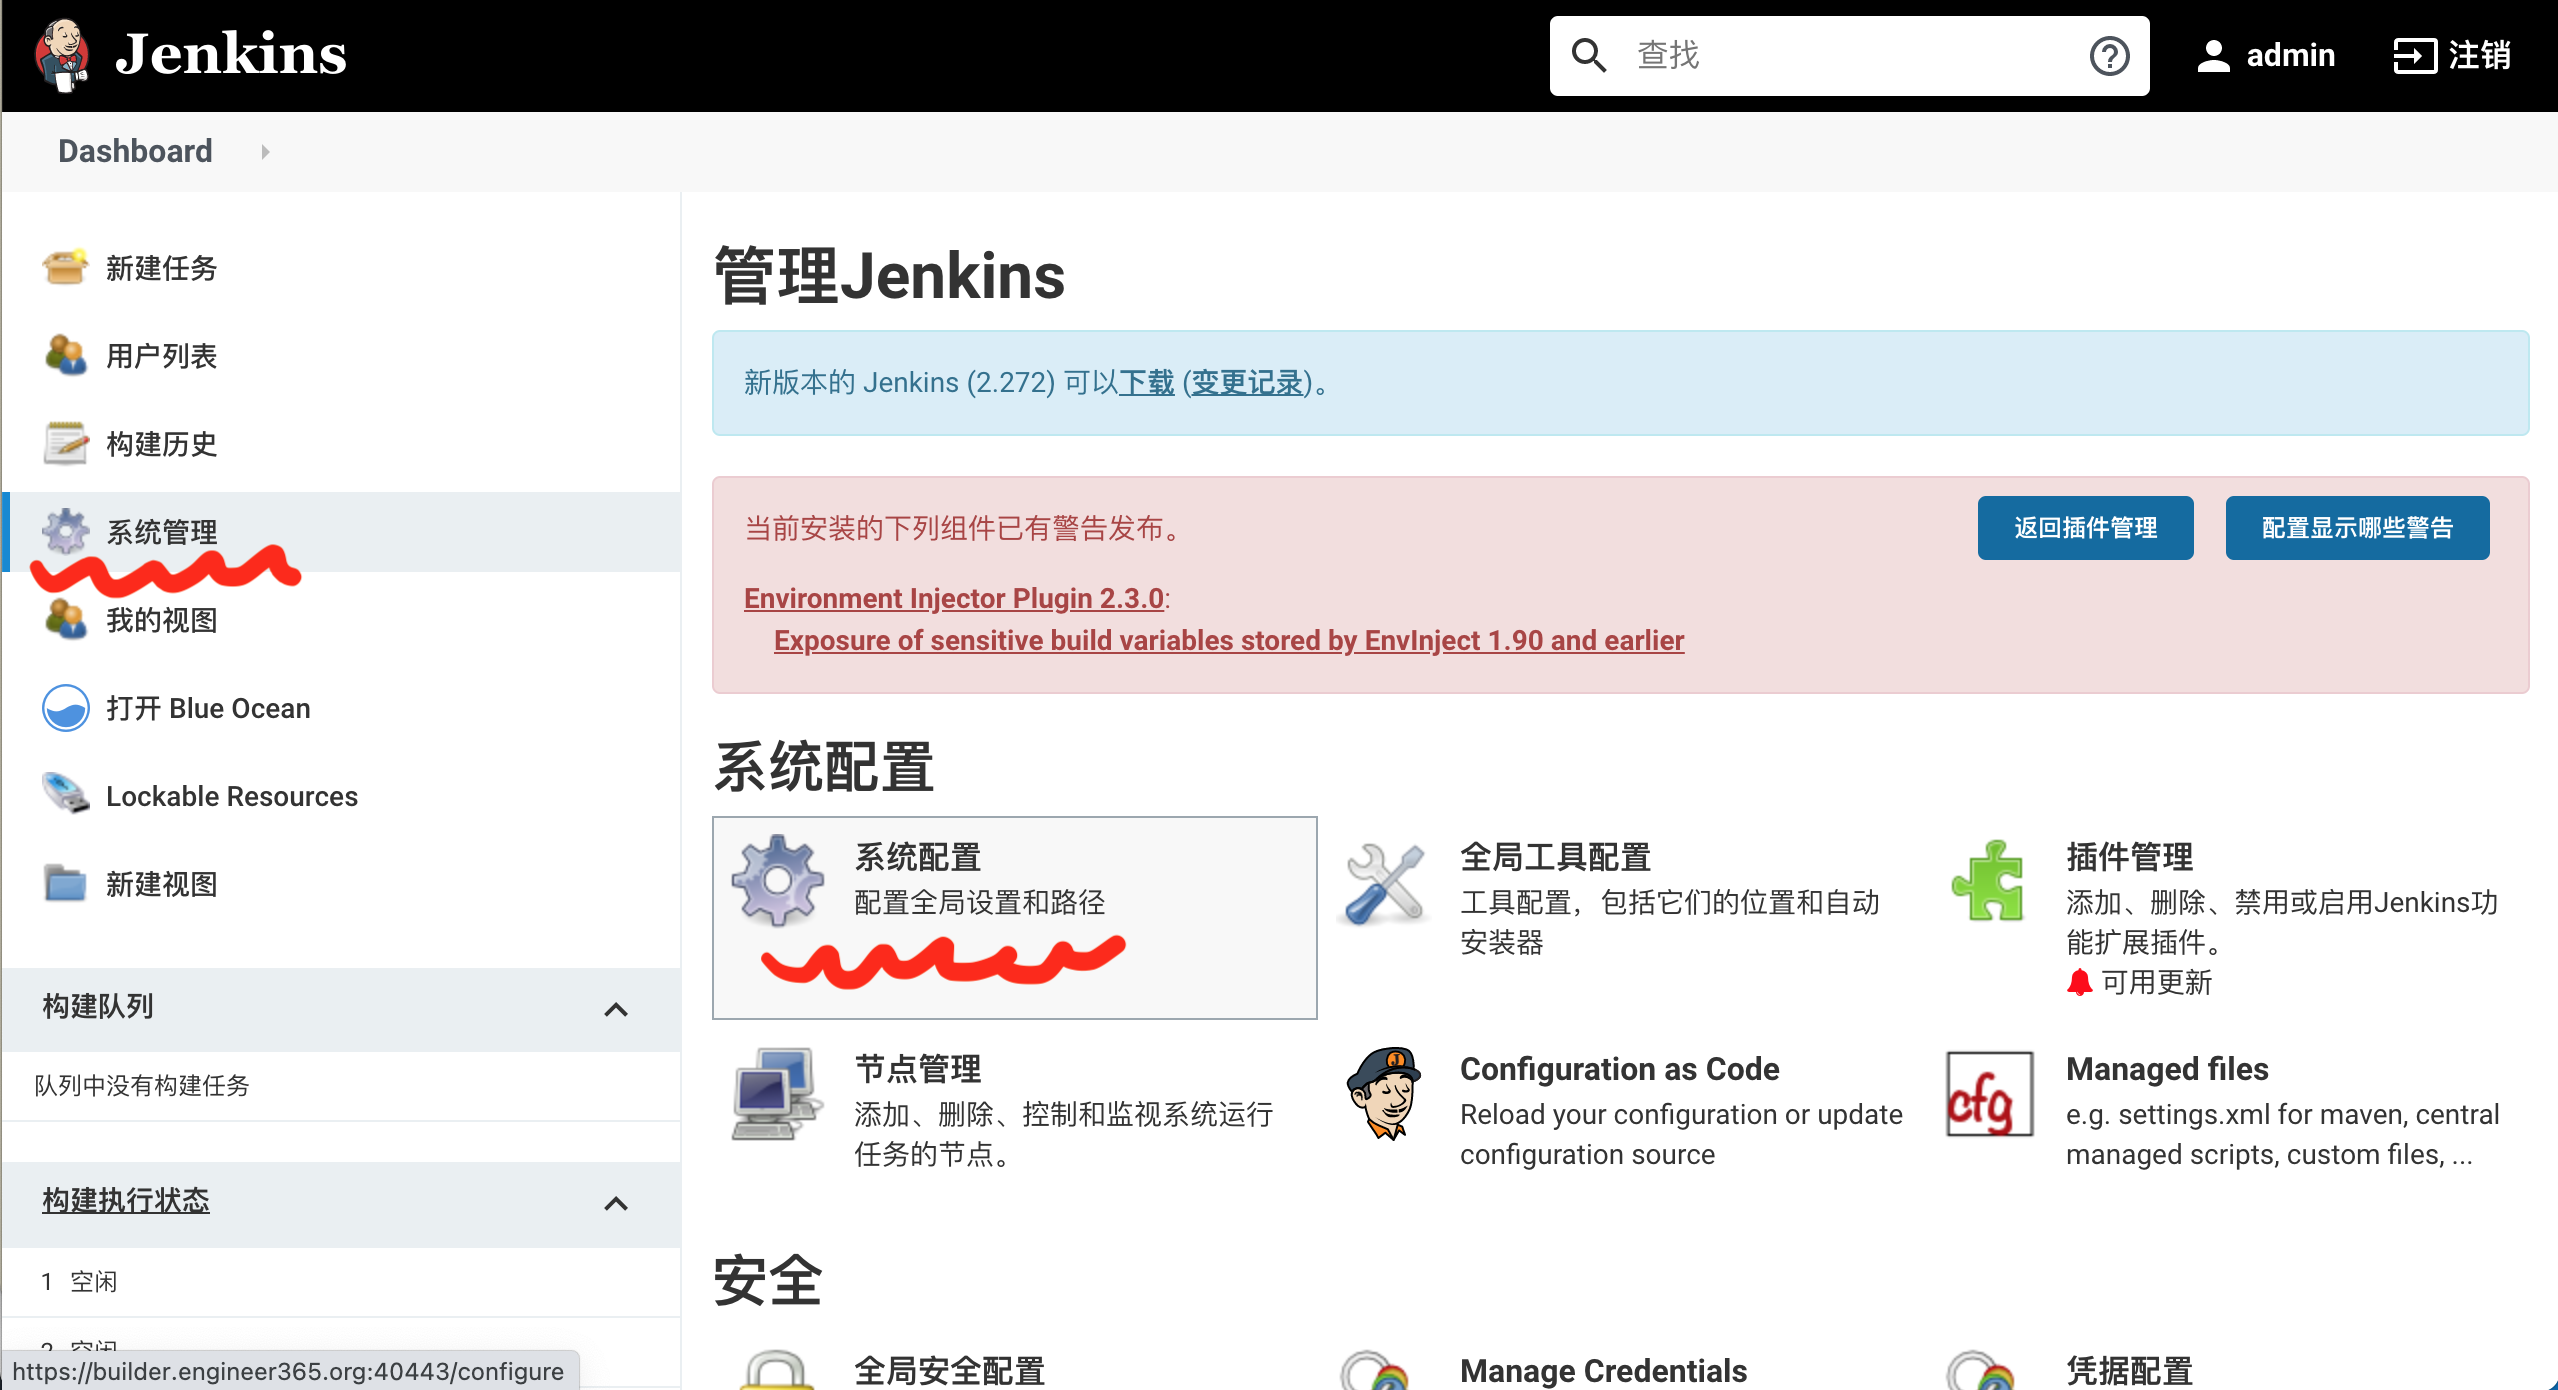 Jenkins
查找
admin
注销
Dashboard
新建任务
用户列表
构建历史
系统管理
我的视图
打开 Blue Ocean
Lockable Resources
新建视图
构建队列
队列中没有构建任务
构建执行状态
1 空闲
2 空闲
https://builder.engineer365.org:40443/configure
管理Jenkins
新版本的 Jenkins (2.272) 可以下载 (变更记录)。
当前安装的下列组件已有警告发布。
返回插件管理
配置显示哪些警告
Environment Injector Plugin 2.3.0:
Exposure of sensitive build variables stored by EnvInject 1.90 and earlier
系统配置
系统配置
配置全局设置和路径
全局工具配置
工具配置，包括它们的位置和自动
安装器
插件管理
添加、删除、禁用或启用Jenkins功
能扩展插件。
可用更新
节点管理
添加、删除、控制和监视系统运行
任务的节点。
Configuration as Code
Reload your configuration or update
configuration source
cfg
Managed files
e.g. settings.xml for maven, central
managed scripts, custom files, ...
安全
全局安全配置
Manage Credentials
凭据配置